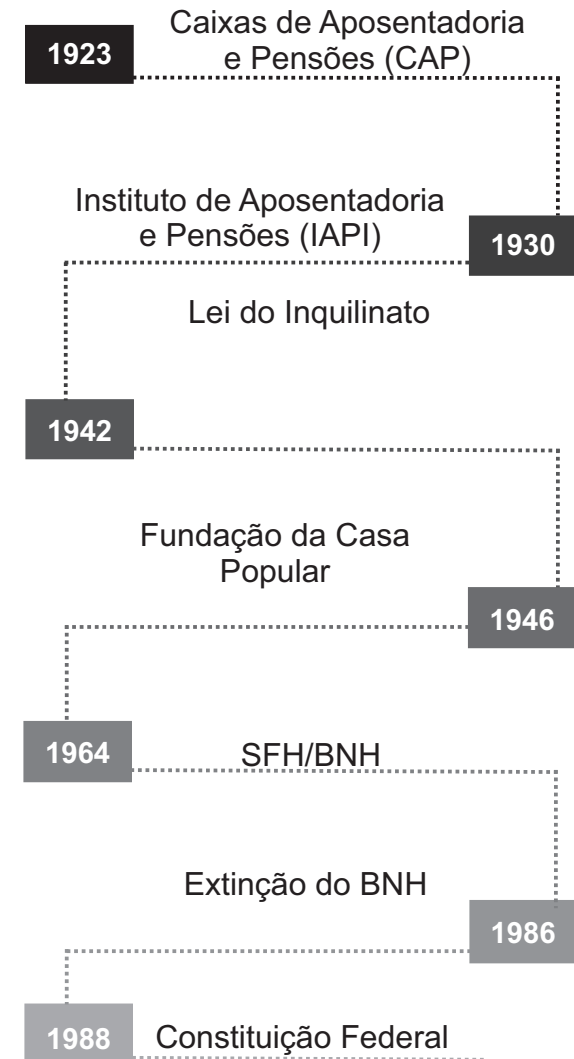 1923
Caixas de Aposentadoria
e Pensões (CAP)
Instituto de Aposentadoria
e Pensões (IAPI)
1930
Lei do Inquilinato
1942
Fundação da Casa
Popular
1946
1964
SFH/BNH
Extinção do BNH
1986
1988
Constituição Federal